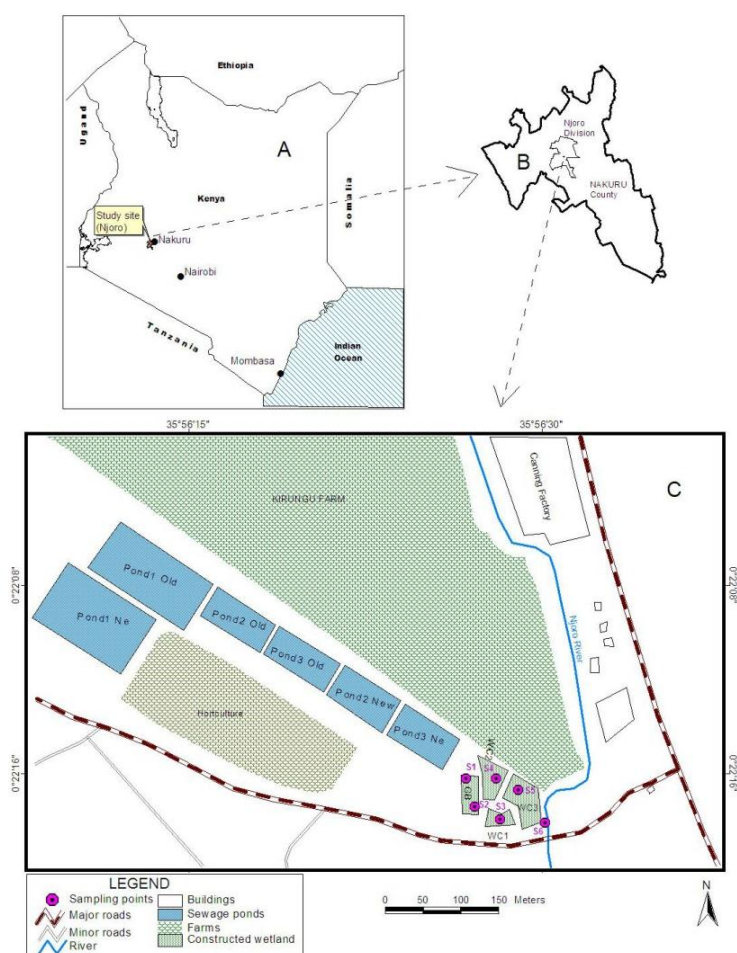 Ethiopia
Ugand
A
Kenya
Somalia
Study site
(Njoro)
Nakuru
Nairobi
Tanzania
Mombasa
Indian
Ocean
Njoro
Division
B
NAKURU
County
35°56'15"
35°56'30"
C
KIRUNGU FARM
Canning Factory
0°22'08"
0°22'08"
Pond1 Old
Pond1 Ne
Pond2 Old
Pond3 Old
Pond2 New
Pond3 Ne
Njoro River
Hortculture
0°22'16"
0°22'16"
WC2
S1
S4
S5
GB
S2
S3
WC3
WC1
S6
LEGEND
Sampling points
Major roads
Minor roads
River
Buildings
Sewage ponds
Farms
Constructed wetland
0 50 100 150 Meters
N